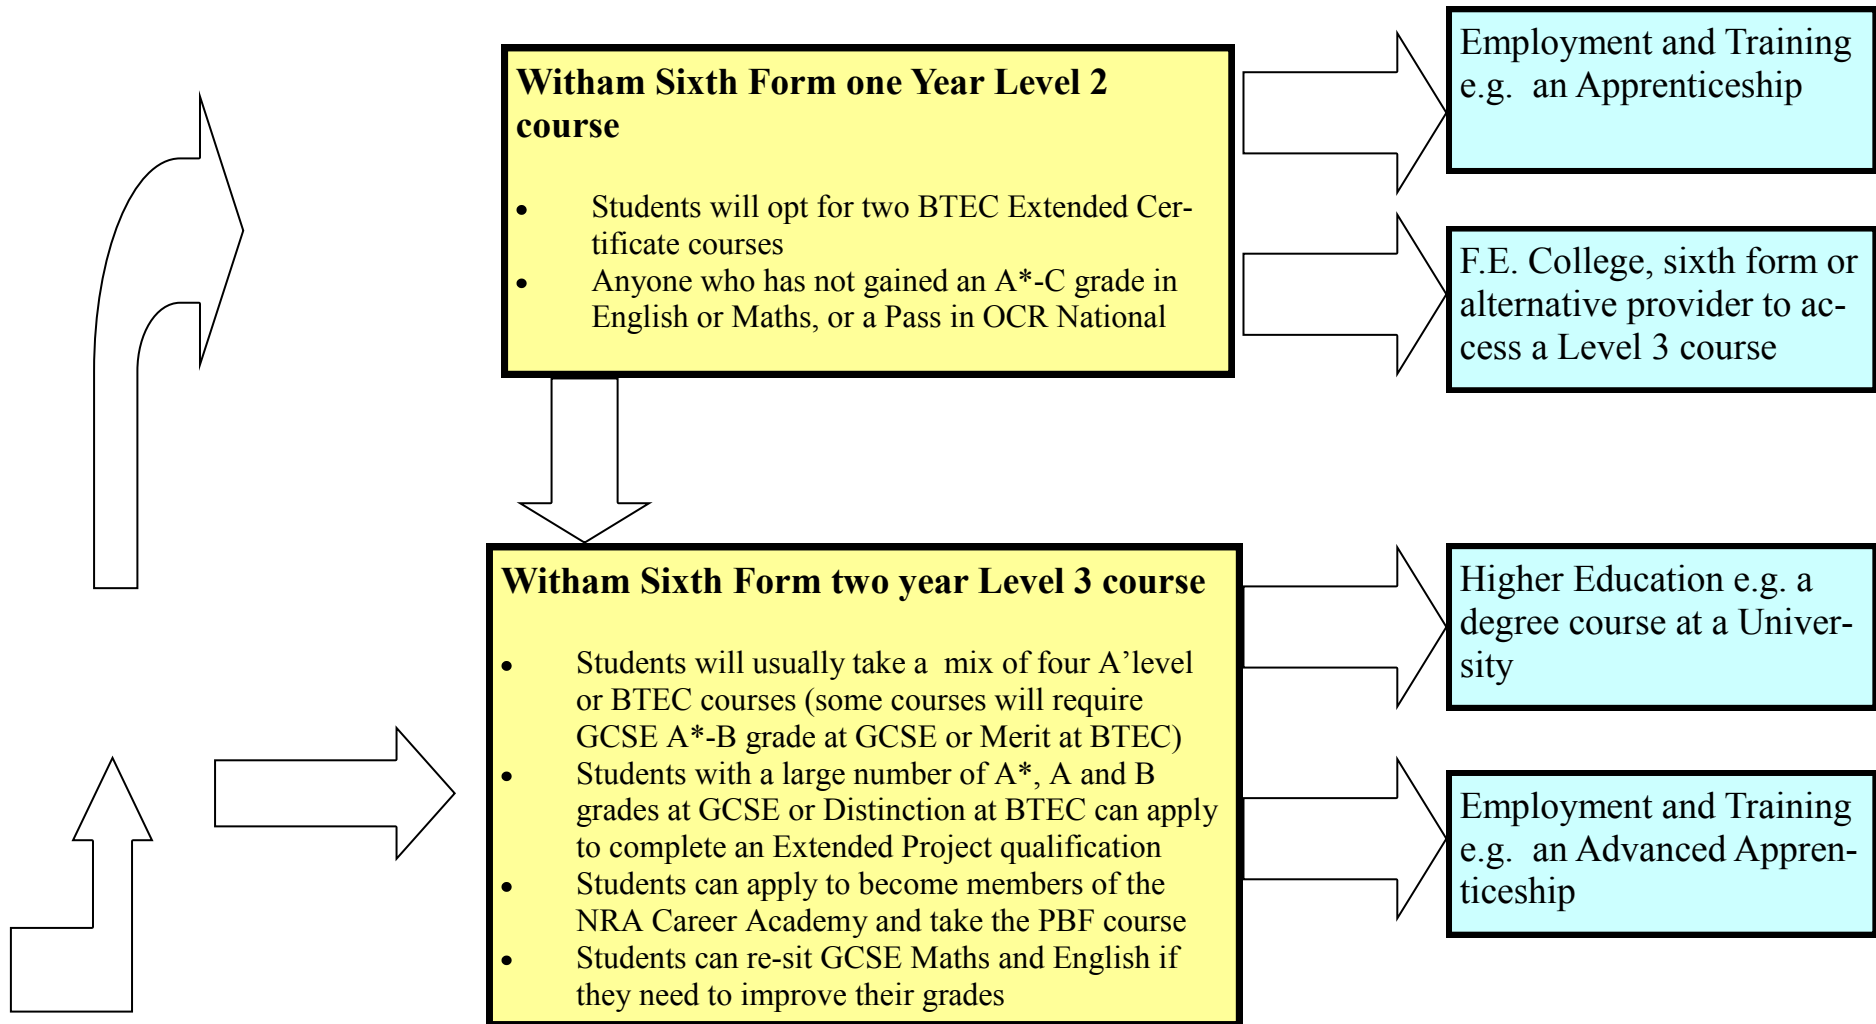 Witham Sixth Form one Year Level 2
course
• Students will opt for two BTEC Extended Cer-
tificate courses
• Anyone who has not gained an A*-C grade in
English or Maths, or a Pass in OCR National
Employment and Training
e.g.  an Apprenticeship
F.E. College, sixth form or
alternative provider to ac-
cess a Level 3 course
Witham Sixth Form two year Level 3 course
• Students will usually take a  mix of four A’level
or BTEC courses (some courses will require
GCSE A*-B grade at GCSE or Merit at BTEC)
• Students with a large number of A*, A and B
grades at GCSE or Distinction at BTEC can apply
to complete an Extended Project qualification
• Students can apply to become members of the
NRA Career Academy and take the PBF course
• Students can re-sit GCSE Maths and English if
they need to improve their grades
Higher Education e.g. a
degree course at a Univer-
sity
Employment and Training
e.g.  an Advanced Appren-
ticeship